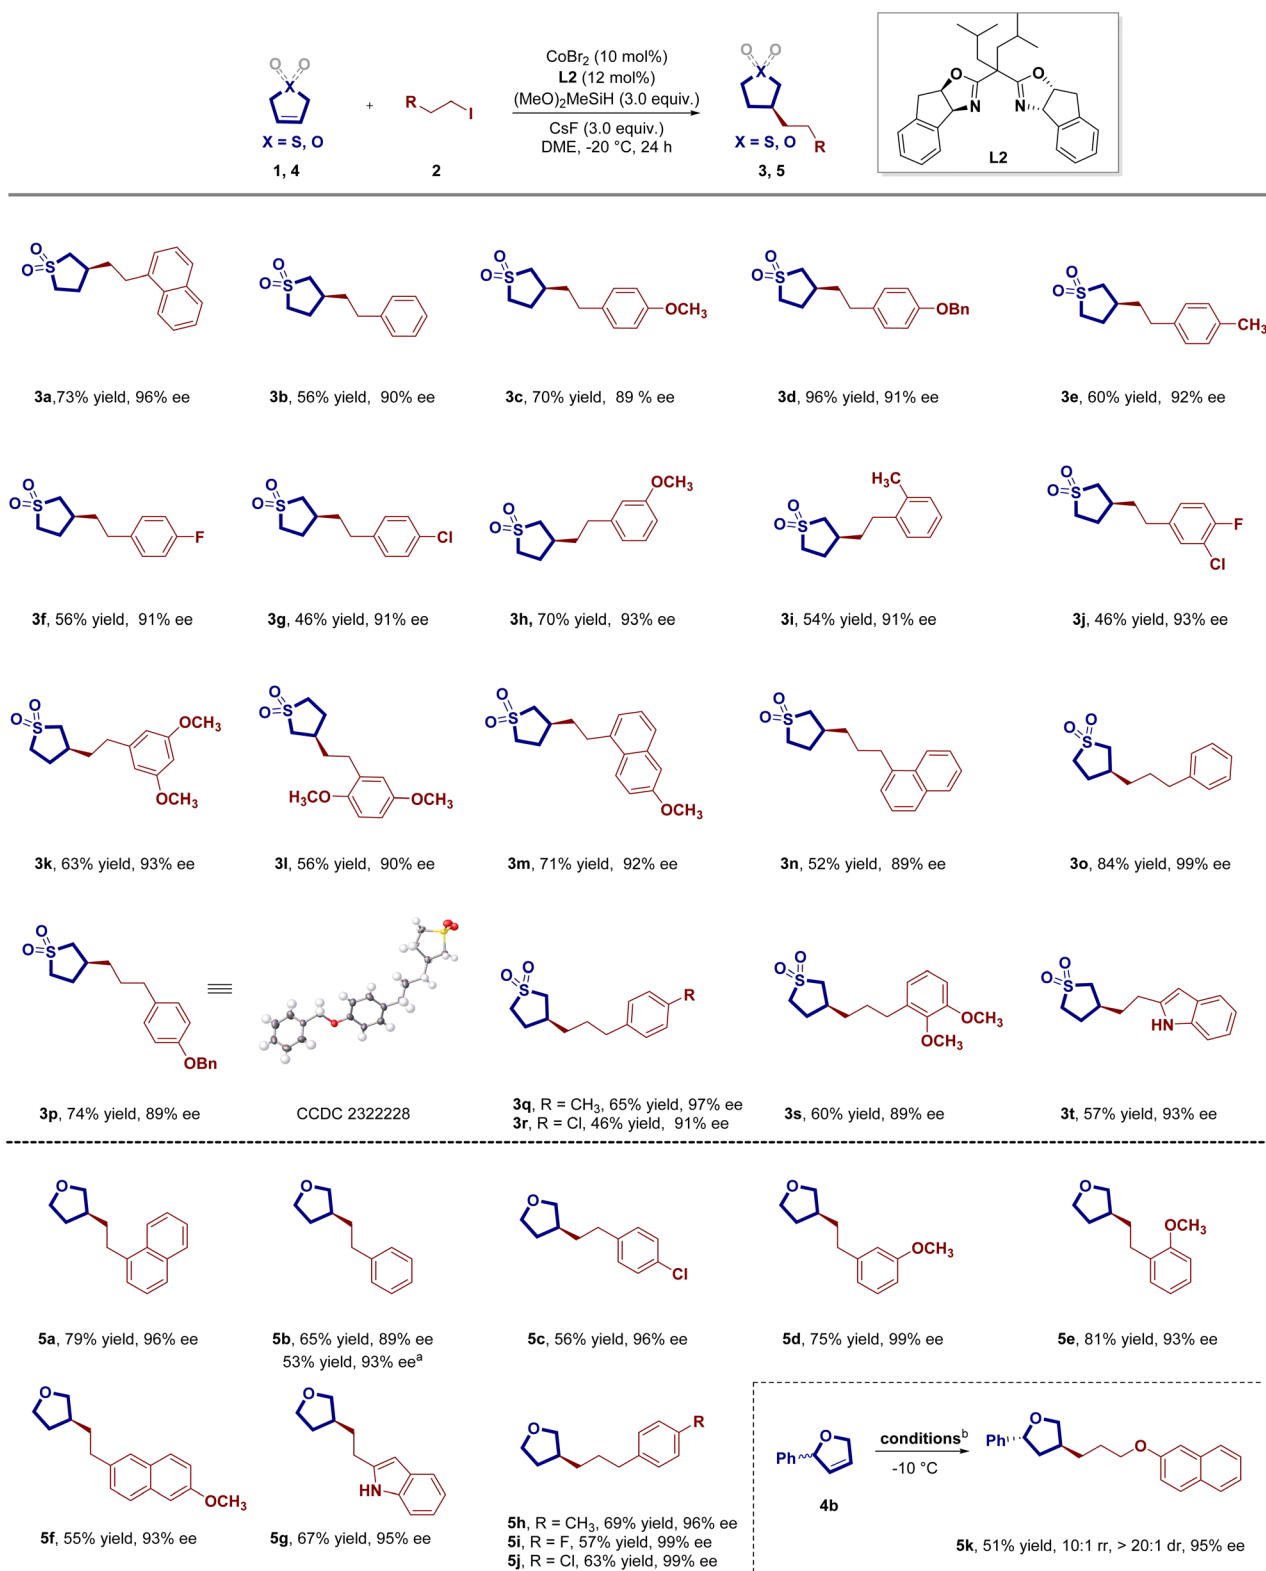 O O
X
X = S, O
1, 4
+
R
I
2
CoBr2 (10 mol%)
L2 (12 mol%)
(MeO)2MeSiH (3.0 equiv.)
CsF (3.0 equiv.)
DME, -20 °C, 24 h
O O
X
R
X = S, O
3, 5
O
O
N
N
L2
O
O
S
O
O
S
O
O
S
OCH3
O
O
S
OBn
O
O
S
CH3
3a,73% yield, 96% ee
3b, 56% yield, 90% ee
3c, 70% yield, 89 % ee
3d, 96% yield, 91% ee
3e, 60% yield, 92% ee
O
O
S
F
O
O
S
Cl
O
O
S
OCH3
O
O
S
H3C
O
O
S
F
Cl
3f, 56% yield, 91% ee
3g, 46% yield, 91% ee
3h, 70% yield, 93% ee
3i, 54% yield, 91% ee
3j, 46% yield, 93% ee
O
O
S
OCH3
OCH3
O
O
S
H3CO
OCH3
O
O
S
OCH3
O
O
S
O
O
S
3k, 63% yield, 93% ee
3l, 56% yield, 90% ee
3m, 71% yield, 92% ee
3n, 52% yield, 89% ee
3o, 84% yield, 99% ee
O
O
S
OBn
O
O
S
R
O
O
S
OCH3
OCH3
O
O
S
HN
3p, 74% yield, 89% ee
CCDC 2322228
3q, R = CH3, 65% yield, 97% ee
3r, R = Cl, 46% yield, 91% ee
3s, 60% yield, 89% ee
3t, 57% yield, 93% ee
O
O
O
Cl
O
OCH3
O
OCH3
5a, 79% yield, 96% ee
5b, 65% yield, 89% ee
53% yield, 93% eeᵃ
5c, 56% yield, 96% ee
5d, 75% yield, 99% ee
5e, 81% yield, 93% ee
O
OCH3
O
HN
O
R
Ph
O
4b
conditionsᵇ
-10 °C
Ph
O
O
5f, 55% yield, 93% ee
5g, 67% yield, 95% ee
5h, R = CH3, 69% yield, 96% ee
5i, R = F, 57% yield, 99% ee
5j, R = Cl, 63% yield, 99% ee
5k, 51% yield, 10:1 rr, > 20:1 dr, 95% ee